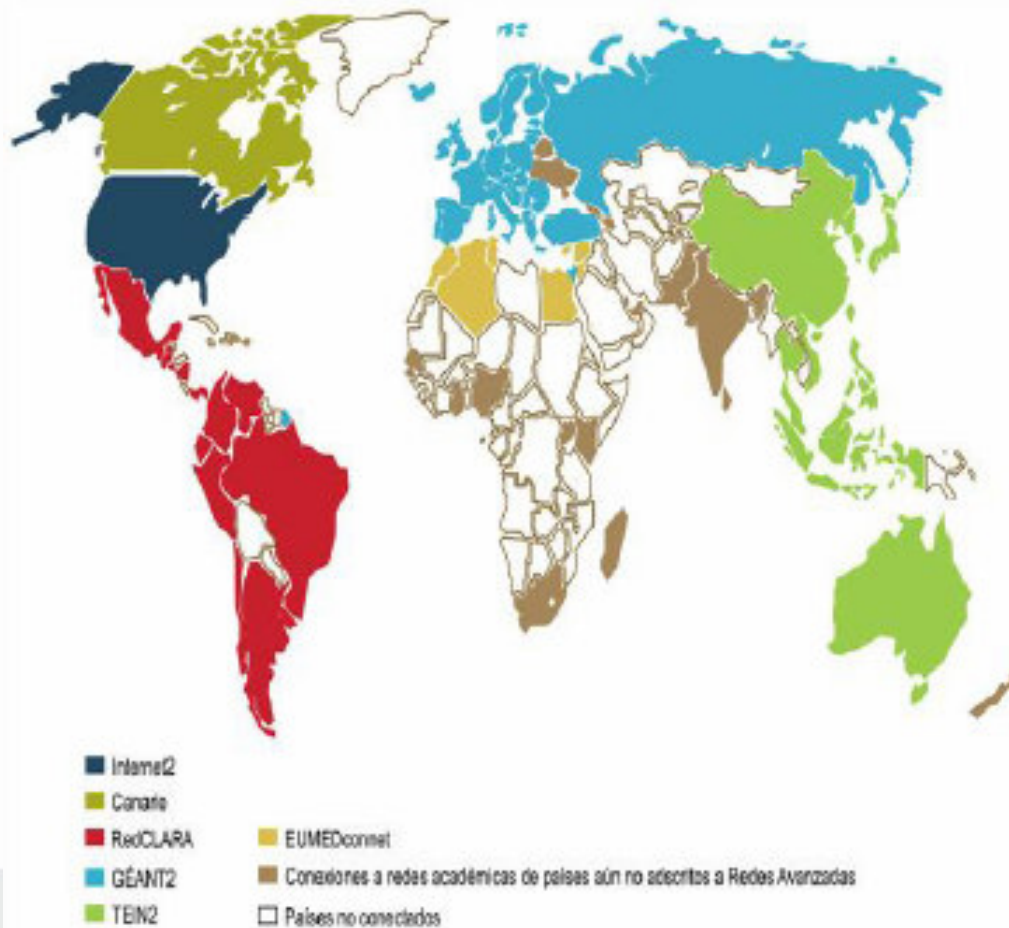 Internet2
Canarie
RedCLARA
GÉANT2
TEIN2
EUMEDconnet
Conexiones a redes académicas de países aún no adscritos a Redes Avanzadas
Países no conectados